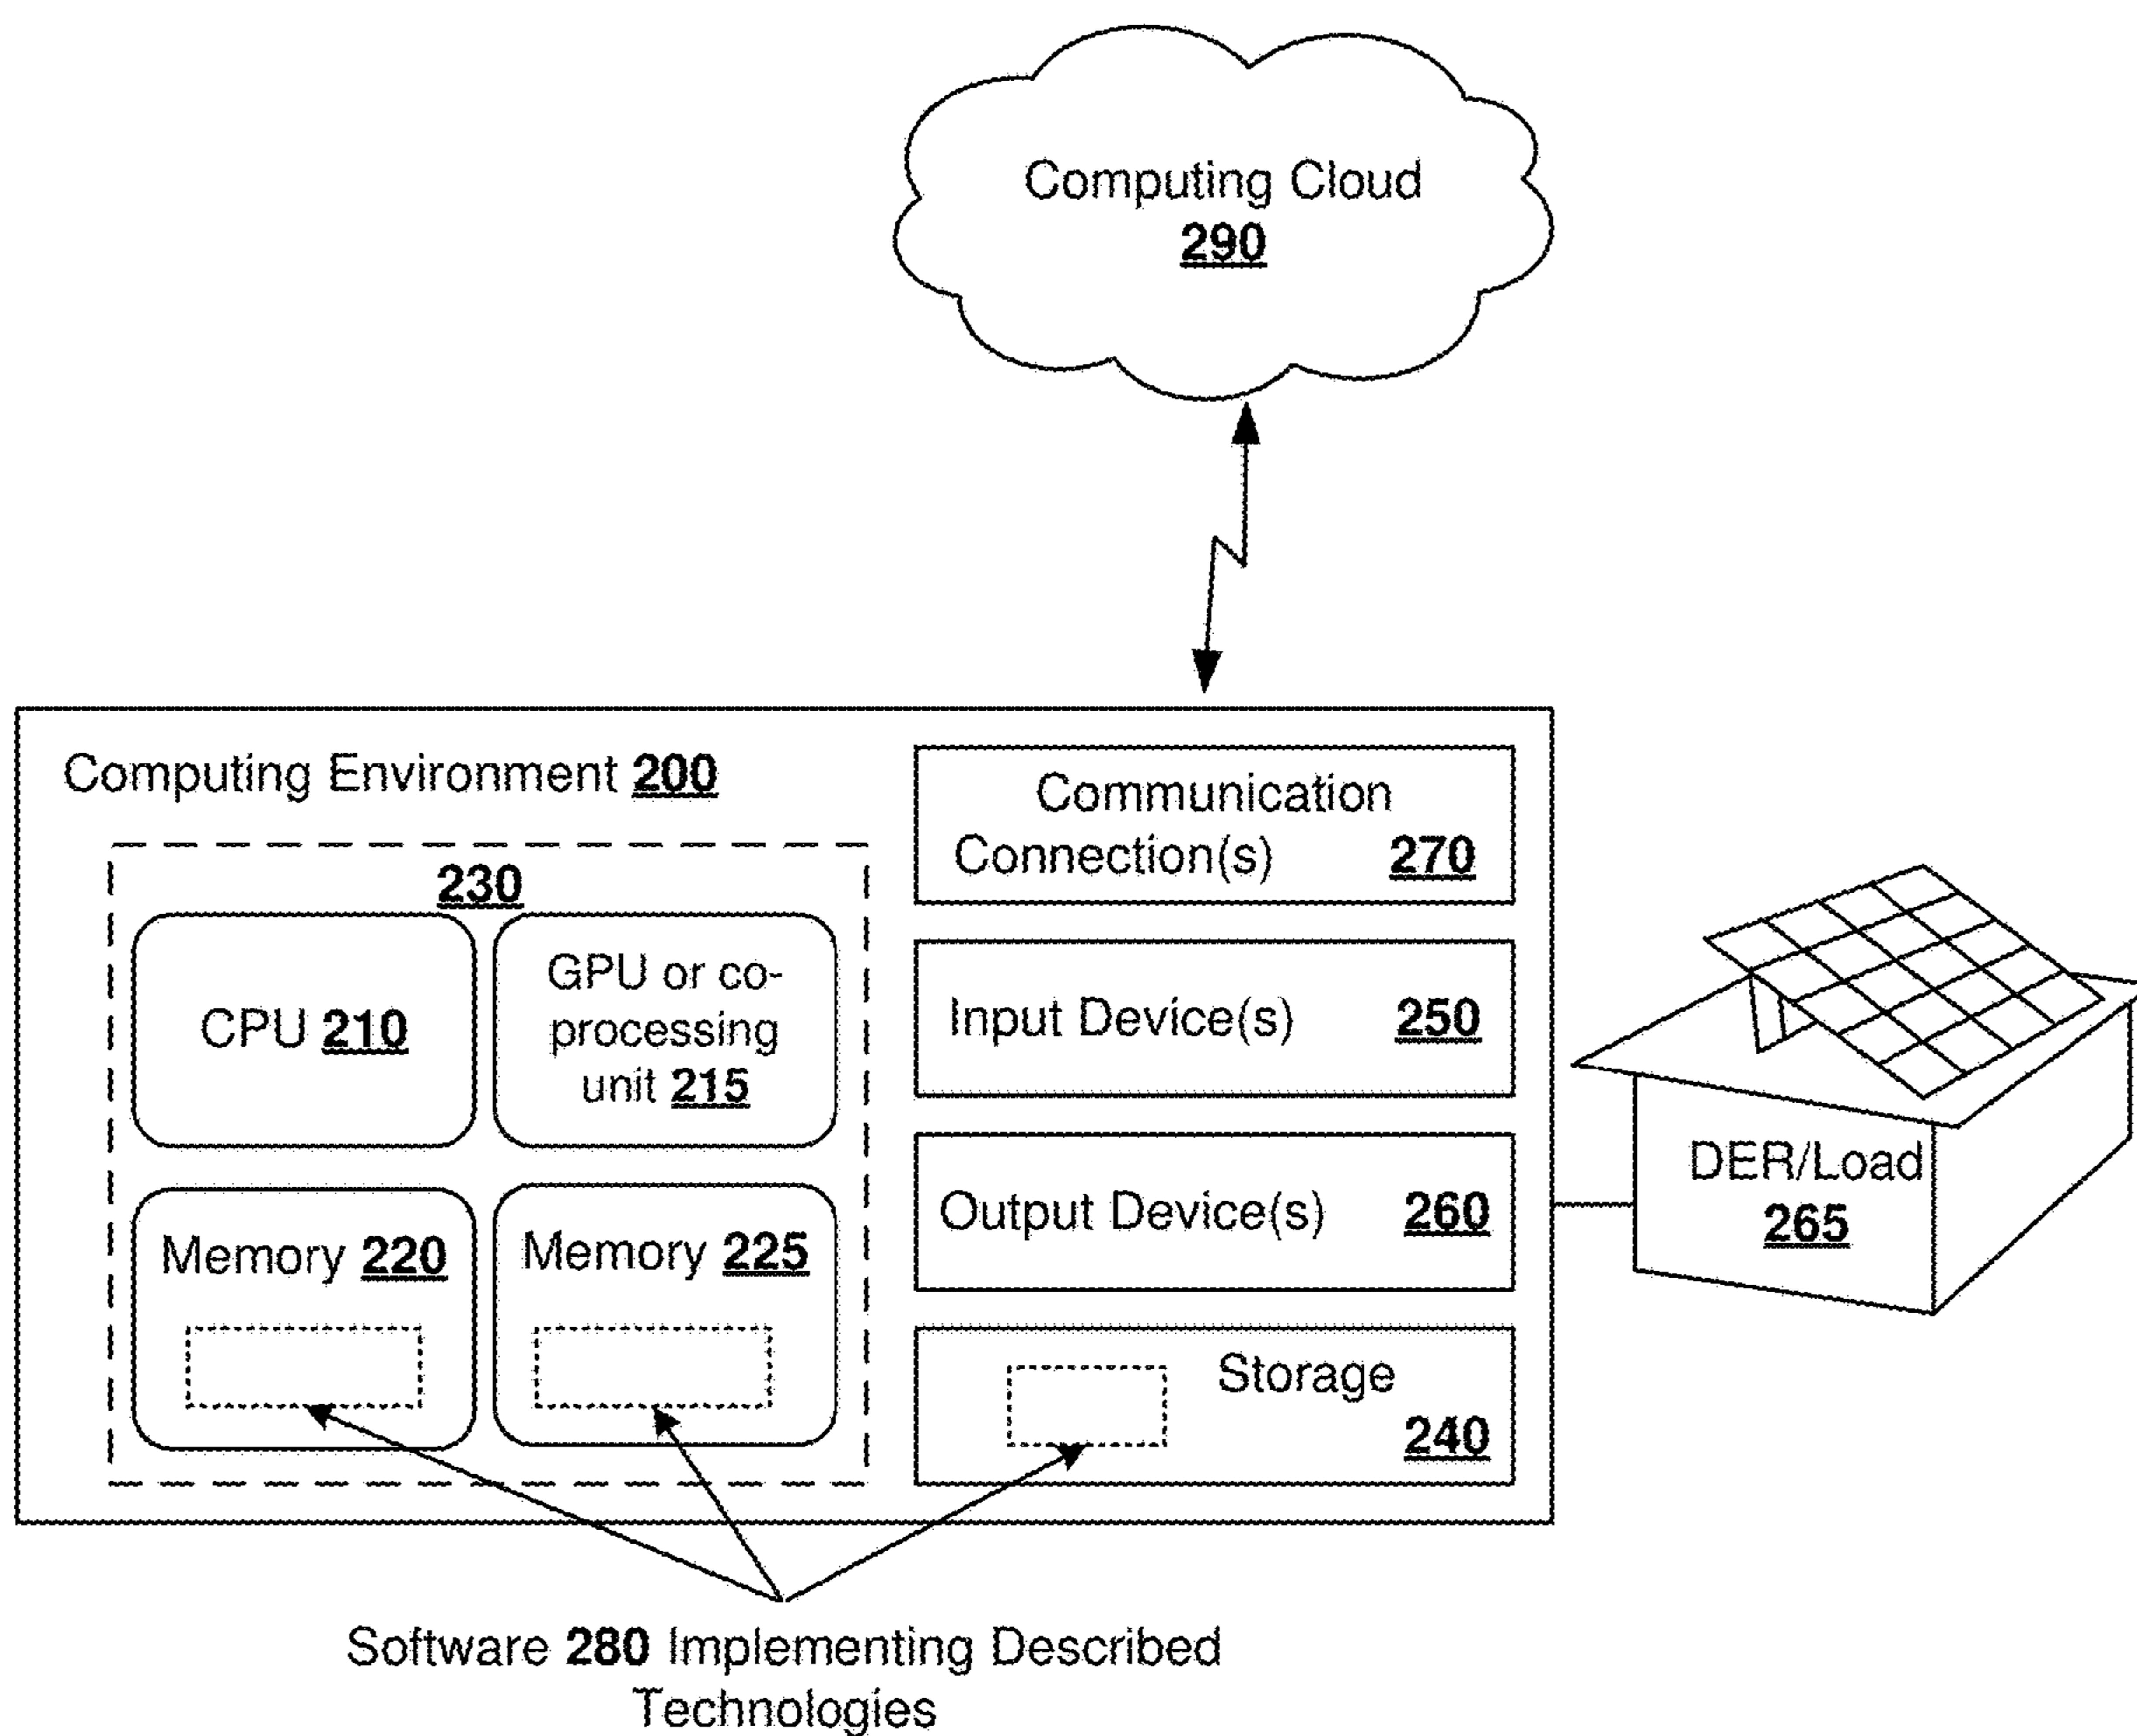 Computing Cloud
290
Computing Environment 200
230
CPU 210
GPU or co-
processing
unit 215
Memory 220
Memory 225
Communication
Connection(s) 270
Input Device(s) 250
Output Device(s) 260
Storage
240
DER/Load
265
Software 280 Implementing Described
Technologies